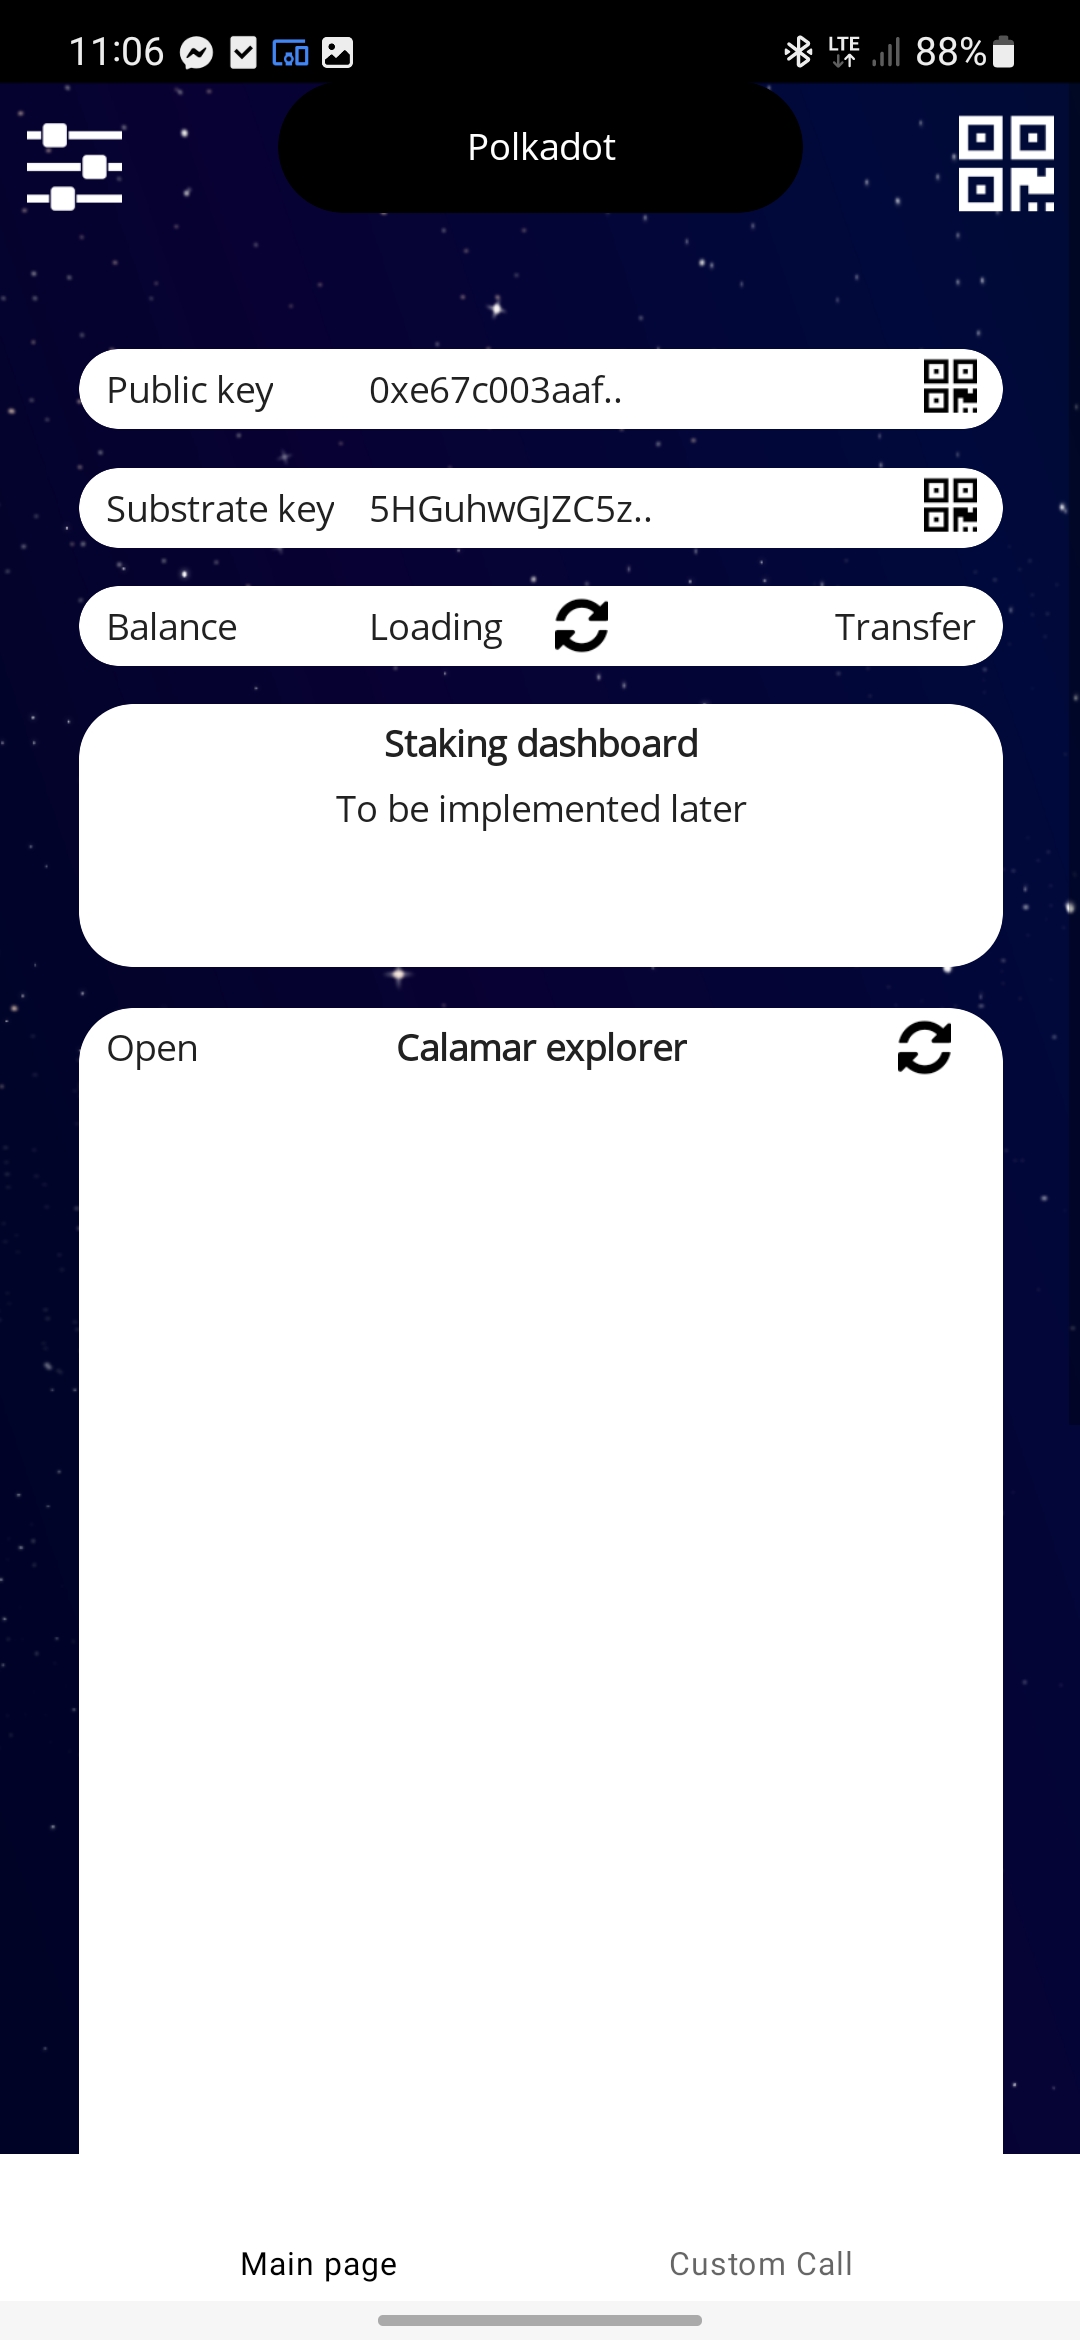 11:06 LTE 88%
Polkadot
Public key 0xe67c003aaf..
Substrate key 5HGuhwGJZC5z..
Balance Loading Transfer
Staking dashboard
To be implemented later
Open Calamar explorer
Main page Custom Call